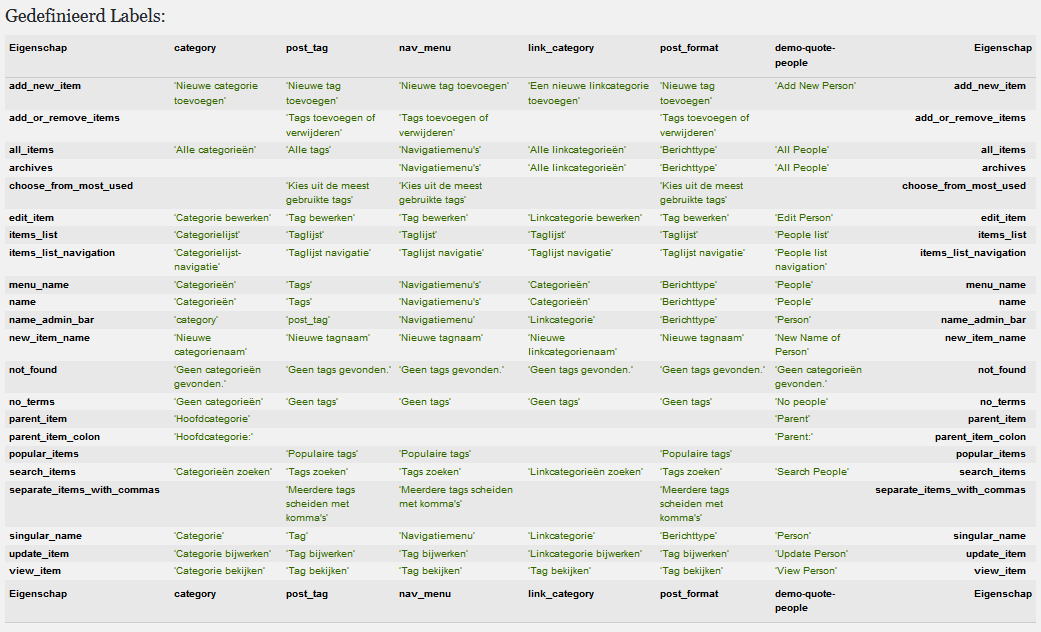 Gedefinieerd Labels:
Eigenschap category post_tag nav_menu link_category post_format demo-quote- Eigenschap
people
add_new_item 'Nieuwe categorie 'Nieuwe tag 'Nieuwe tag toevoegen' 'Een nieuwe linkcategorie 'Nieuwe tag 'Add New Person' add_new_item
toevoegen' toevoegen' toevoegen' toevoegen'
add_or_remove_items 'Tags toevoegen of 'Tags toevoegen of 'Tags toevoegen of add_or_remove_items
verwijderen' verwijderen' verwijderen'
all_items 'Alle categorieën' 'Alle tags' 'Navigatiemenu's' 'Alle linkcategorieën' 'Berichttype' 'All People' all_items
archives 'Navigatiemenu's' 'Alle linkcategorieën' 'Berichttype' 'All People' archives
choose_from_most_used 'Kies uit de meest 'Kies uit de meest 'Kies uit de meest choose_from_most_used
gebruikte tags' gebruikte tags' gebruikte tags'
edit_item 'Categorie bewerken' 'Tag bewerken' 'Tag bewerken' 'Linkcategorie bewerken' 'Tag bewerken' 'Edit Person' edit_item
items_list 'Categorielijst' 'Taglijst' 'Taglijst' 'Taglijst' 'Taglijst' 'People list' items_list
items_list_navigation 'Categorielijst- 'Taglijst navigatie' 'Taglijst navigatie' 'Taglijst navigatie' 'Taglijst navigatie' 'People list items_list_navigation
navigatie' navigation'
menu_name 'Categorieën' 'Tags' 'Navigatiemenu's' 'Categorieën' 'Berichttype' 'People' menu_name
name 'Categorieën' 'Tags' 'Navigatiemenu's' 'Categorieën' 'Berichttype' 'People' name
name_admin_bar 'category' 'post_tag' 'Navigatiemenu' 'Linkcategorie' 'Berichttype' 'Person' name_admin_bar
new_item_name 'Nieuwe 'Nieuwe tagnaam' 'Nieuwe tagnaam' 'Nieuwe 'Nieuwe tagnaam' 'New Name of new_item_name
categorienaam' linkcategorienaam' Person'
not_found 'Geen categorieën 'Geen tags gevonden.' 'Geen tags gevonden.' 'Geen tags gevonden.' 'Geen tags gevonden.' 'Geen categorieën not_found
gevonden.' gevonden.'
no_terms 'Geen categorieën' 'Geen tags' 'Geen tags' 'Geen tags' 'Geen tags' 'No people' no_terms
parent_item 'Hoofdcategorie' 'Parent' parent_item
parent_item_colon 'Hoofdcategorie:' 'Parent:' parent_item_colon
popular_items 'Populaire tags' 'Populaire tags' 'Populaire tags' popular_items
search_items 'Categorieën zoeken' 'Tags zoeken' 'Tags zoeken' 'Linkcategorieën zoeken' 'Tags zoeken' 'Search People' search_items
separate_items_with_commas 'Meerdere tags 'Meerdere tags scheiden 'Meerdere tags separate_items_with_commas
scheiden met met komma's' scheiden met
komma's' komma's'
singular_name 'Categorie' 'Tag' 'Navigatiemenu' 'Linkcategorie' 'Berichttype' 'Person' singular_name
update_item 'Categorie bijwerken' 'Tag bijwerken' 'Tag bijwerken' 'Linkcategorie bijwerken' 'Tag bijwerken' 'Update Person' update_item
view_item 'Categorie bekijken' 'Tag bekijken' 'Tag bekijken' 'Tag bekijken' 'Tag bekijken' 'View Person' view_item
Eigenschap category post_tag nav_menu link_category post_format demo-quote- Eigenschap
people